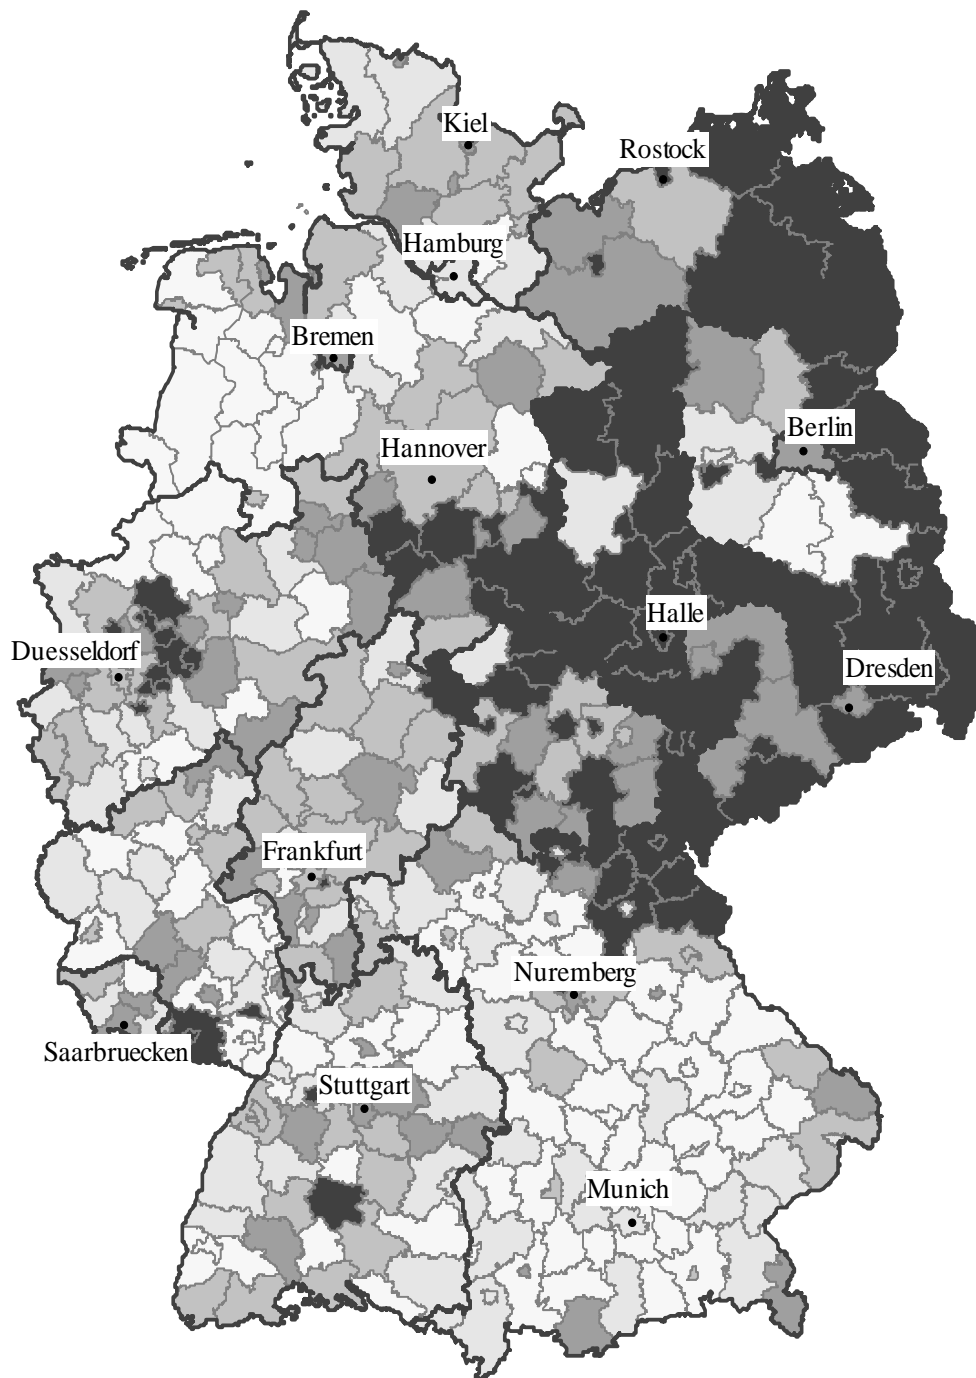 Kiel
Rostock
Hamburg
Bremen
Berlin
Hannover
Halle
Duesseldorf
Dresden
Frankfurt
Nuremberg
Saarbruecken
Stuttgart
Munich